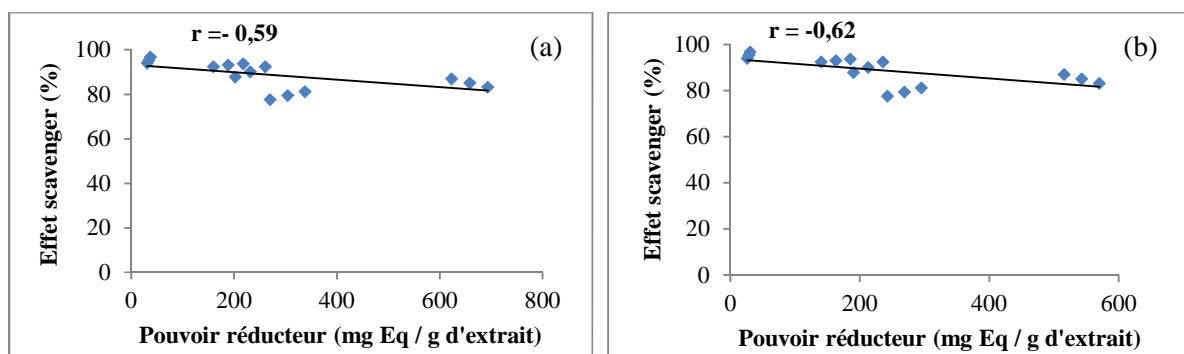 r =- 0,59
(a)
Effet scavenger (%)
100
80
60
40
20
0
0 200 400 600 800
Pouvoir réducteur (mg Eq / g d'extrait)
r = -0,62
(b)
Effet scavenger (%)
100
80
60
40
20
0
0 200 400 600
Pouvoir réducteur (mg Eq / g d'extrait)